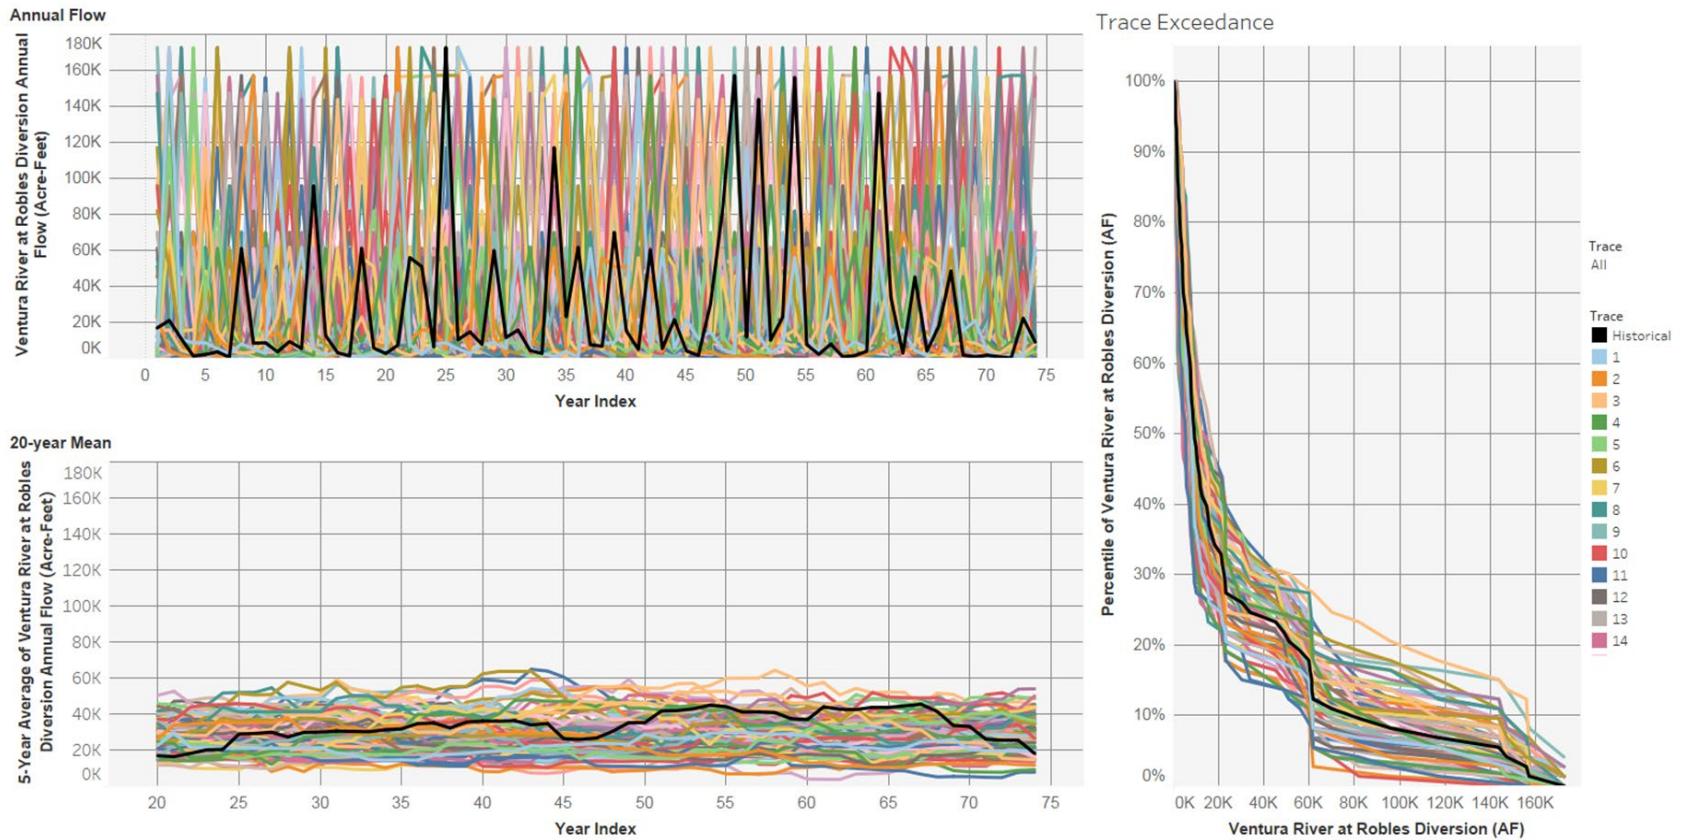 Annual Flow
Ventura River at Robles Diversion Annual
Flow (Acre-Feet)
180K
160K
140K
120K
100K
80K
60K
40K
20K
0K
0 5 10 15 20 25 30 35 40 45 50 55 60 65 70 75
Year Index
20-year Mean
5-Year Average of Ventura River at Robles
Diversion Annual Flow (Acre-Feet)
180K
160K
140K
120K
100K
80K
60K
40K
20K
0K
20 25 30 35 40 45 50 55 60 65 70 75
Year Index
Trace Exceedance
Percentile of Ventura River at Robles Diversion (AF)
100%
90%
80%
70%
60%
50%
40%
30%
20%
10%
0%
0K 20K 40K 60K 80K 100K 120K 140K 160K
Ventura River at Robles Diversion (AF)
Trace
All
Trace
Historical
1
2
3
4
5
6
7
8
9
10
11
12
13
14